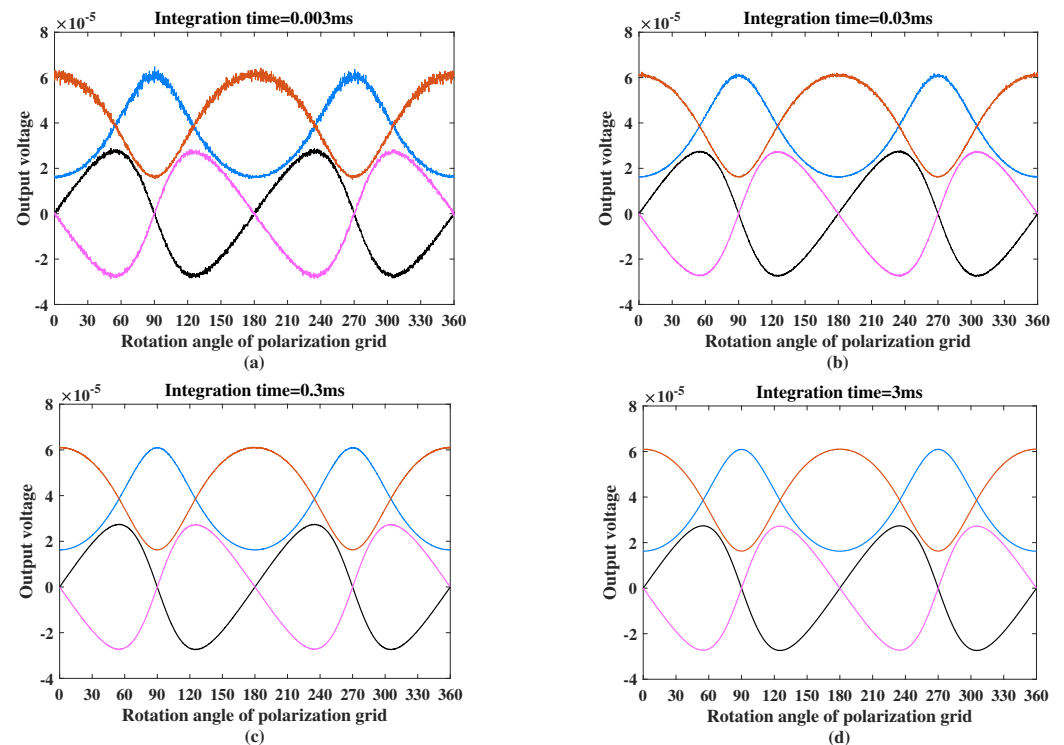 Integration time=0.003ms
×10-5
8
6
4
2
0
-2
-4
Output voltage
0 30 60 90 120 150 180 210 240 270 300 330 360
Rotation angle of polarization grid
(a)
Integration time=0.03ms
×10-5
8
6
4
2
0
-2
-4
Output voltage
0 30 60 90 120 150 180 210 240 270 300 330 360
Rotation angle of polarization grid
(b)
Integration time=0.3ms
×10-5
8
6
4
2
0
-2
-4
Output voltage
0 30 60 90 120 150 180 210 240 270 300 330 360
Rotation angle of polarization grid
(c)
Integration time=3ms
×10-5
8
6
4
2
0
-2
-4
Output voltage
0 30 60 90 120 150 180 210 240 270 300 330 360
Rotation angle of polarization grid
(d)